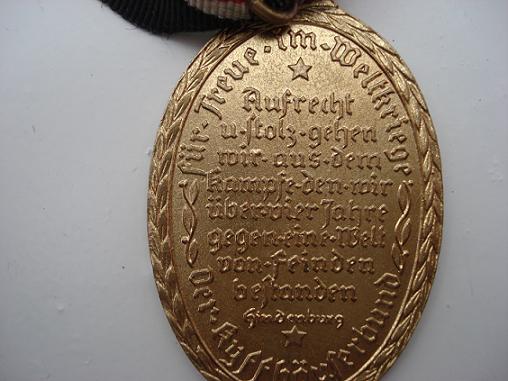 für·Treue·im·Weltkriege
Aufrecht
u·stolz·gehen
wir·aus·dem
Kampfe·den·wir
über·vier Jahre
gegen·eine·Welt
von·Feinden
bestanden
Hindenburg
Der·Kyffhäuserbund